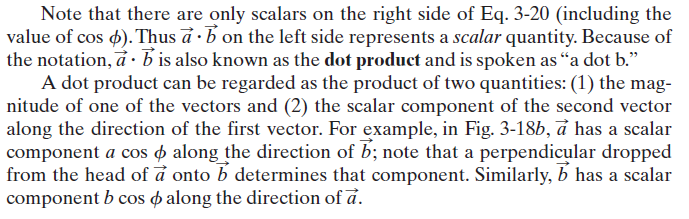 Note that there are only scalars on the right side of Eq. 3-20 (including the
value of cos ϕ). Thus a⃗ · b⃗ on the left side represents a scalar quantity. Because of
the notation, a⃗ · b⃗ is also known as the dot product and is spoken as “a dot b.”
A dot product can be regarded as the product of two quantities: (1) the mag-
nitude of one of the vectors and (2) the scalar component of the second vector
along the direction of the first vector. For example, in Fig. 3-18b, a⃗ has a scalar
component a cos ϕ along the direction of b⃗; note that a perpendicular dropped
from the head of a⃗ onto b⃗ determines that component. Similarly, b⃗ has a scalar
component b cos ϕ along the direction of a⃗.